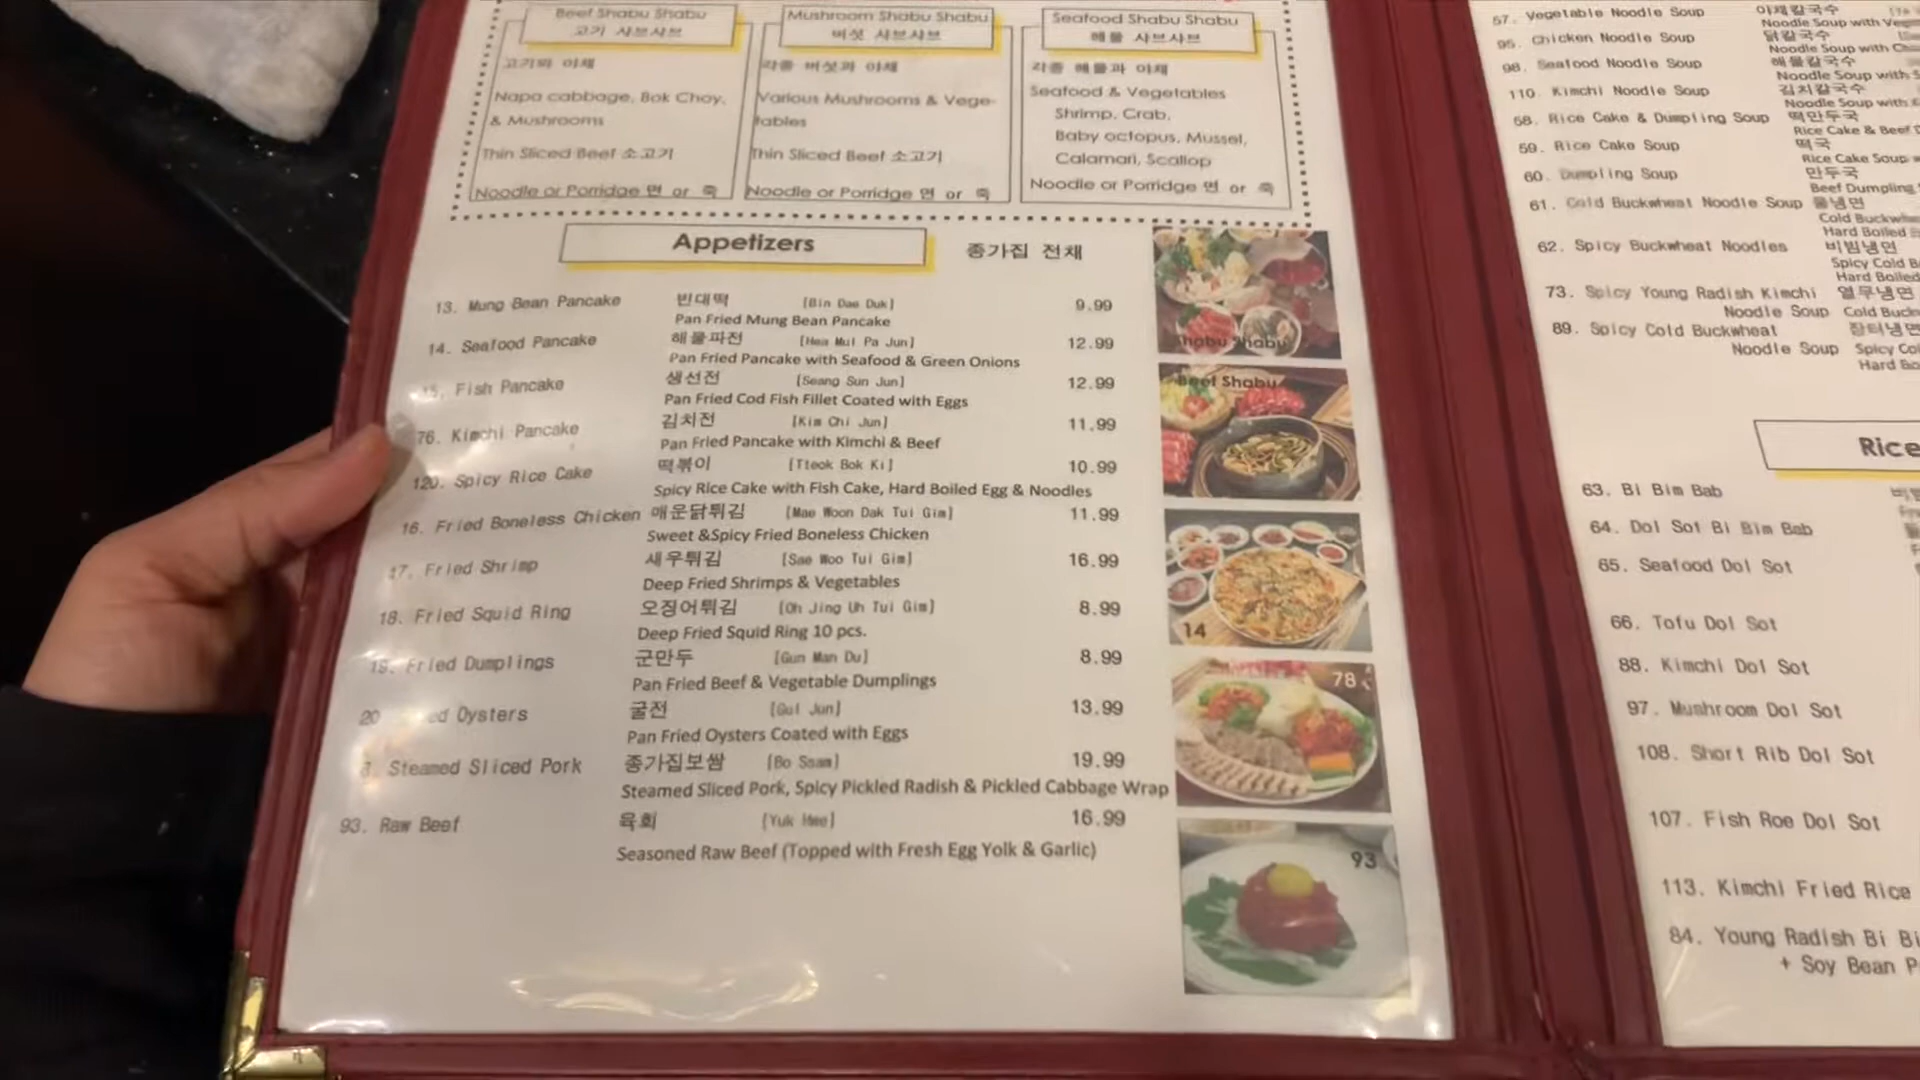 Beef Shabu Shabu
고기 샤브샤브
고기와 야채
Napa cabbage, Bok Choy,
& Mushrooms
Thin Sliced Beef 소고기
Noodle or Porridge 면 or 죽
Mushroom Shabu Shabu
버섯 샤브샤브
각종 버섯과 야채
Various Mushrooms & Vege-
tables
Thin Sliced Beef 소고기
Noodle or Porridge 면 or 죽
Seafood Shabu Shabu
해물 샤브샤브
각종 해물과 야채
Seafood & Vegetables
Shrimp, Crab,
Baby octopus, Mussel,
Calamari, Scallop
Noodle or Porridge 면 or 죽
Appetizers 종가집 전채
13. Mung Bean Pancake 빈대떡 [Bin Dae Duk] 9.99
Pan Fried Mung Bean Pancake
14. Seafood Pancake 해물파전 [Hea Mul Pa Jun] 12.99
Pan Fried Pancake with Seafood & Green Onions
15. Fish Pancake 생선전 [Seang Sun Jun] 12.99
Pan Fried Cod Fish Fillet Coated with Eggs
76. Kimchi Pancake 김치전 [Kim Chi Jun] 11.99
Pan Fried Pancake with Kimchi & Beef
120. Spicy Rice Cake 떡볶이 [Tteok Bok Ki] 10.99
Spicy Rice Cake with Fish Cake, Hard Boiled Egg & Noodles
16. Fried Boneless Chicken 매운닭튀김 [Mae Woon Dak Tui Gim] 11.99
Sweet &Spicy Fried Boneless Chicken
17. Fried Shrimp 새우튀김 [Sae Woo Tui Gim] 16.99
Deep Fried Shrimps & Vegetables
18. Fried Squid Ring 오징어튀김 [Oh Jing Uh Tui Gim] 8.99
Deep Fried Squid Ring 10 pcs.
19. Fried Dumplings 군만두 [Gun Man Du] 8.99
Pan Fried Beef & Vegetable Dumplings
20 Oysters 굴전 [Gul Jun] 13.99
Pan Fried Oysters Coated with Eggs
Steamed Sliced Pork 종가집보쌈 [Bo Ssam] 19.99
Steamed Sliced Pork, Spicy Pickled Radish & Pickled Cabbage Wrap
93. Raw Beef 육회 [Yuk Hee] 16.99
Seasoned Raw Beef (Topped with Fresh Egg Yolk & Garlic)
Shabu Shabu
Beef Shabu
14
78
93
57. Vegetable Noodle Soup 야채칼국수
Noodle Soup with
95. Chicken Noodle Soup 닭칼국수
Noodle Soup with
98. Seafood Noodle Soup 해물칼국수
Noodle Soup with
110. Kimchi Noodle Soup 김치칼국수
Noodle Soup with
58. Rice Cake & Dumpling Soup 떡만두국
Rice Cake & Beef
59. Rice Cake Soup 떡국
Rice Cake Soup
60. Dumpling Soup 만두국
Beef Dumpling
61. Cold Buckwheat Noodle Soup 물냉면
Cold
Hard Boiled
62. Spicy Buckwheat Noodles 비빔냉면
Spicy Cold
Hard Boiled
73. Spicy Young Radish Kimchi 열무냉면
Noodle Soup Cold
89. Spicy Cold Buckwheat 장터냉면
Noodle Soup Spicy
Hard
Rice
63. Bi Bim Bab
64. Dol Sot Bi Bim Bab
65. Seafood Dol Sot
66. Tofu Dol Sot
88. Kimchi Dol Sot
97. Mushroom Dol Sot
108. Short Rib Dol Sot
107. Fish Roe Dol Sot
113. Kimchi Fried Rice
84. Young Radish Bi
+ Soy Bean